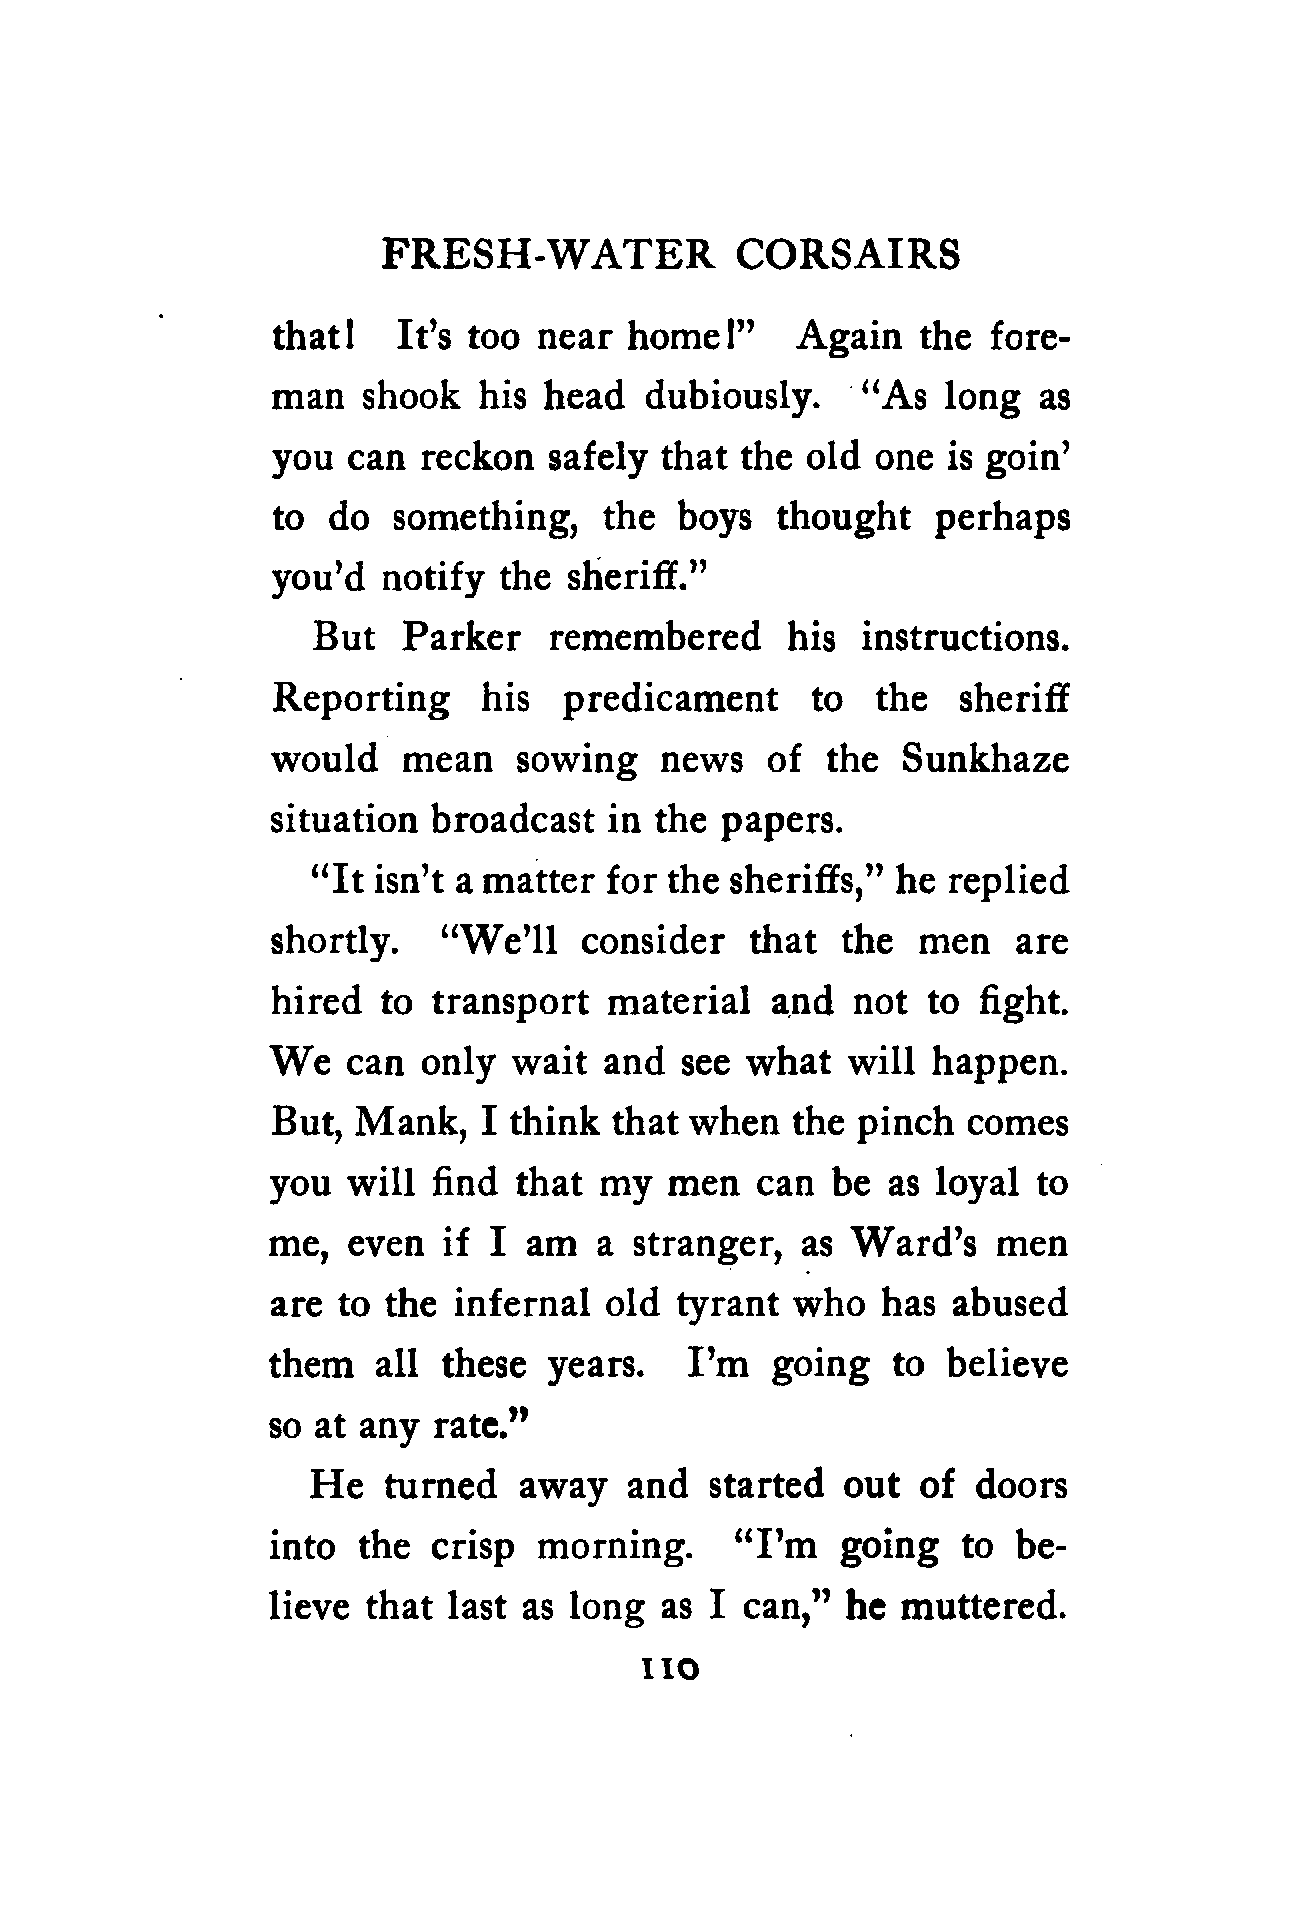 FRESH-WATER CORSAIRS
that! It's too near home!" Again the fore-
man shook his head dubiously. "As long as
you can reckon safely that the old one is goin'
to do something, the boys thought perhaps
you'd notify the sheriff."
But Parker remembered his instructions.
Reporting his predicament to the sheriff
would mean sowing news of the Sunkhaze
situation broadcast in the papers.
"It isn't a matter for the sheriffs," he replied
shortly. "We'll consider that the men are
hired to transport material and not to fight.
We can only wait and see what will happen.
But, Mank, I think that when the pinch comes
you will find that my men can be as loyal to
me, even if I am a stranger, as Ward's men
are to the infernal old tyrant who has abused
them all these years. I'm going to believe
so at any rate."
He turned away and started out of doors
into the crisp morning. "I'm going to be-
lieve that last as long as I can," he muttered.
110